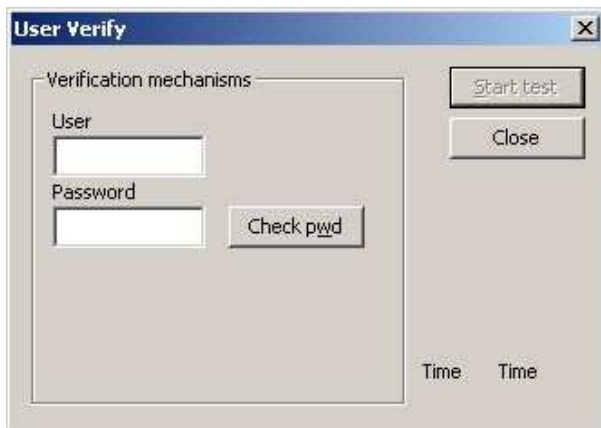 User Verify
Verification mechanisms
Start test
User
Close
Password
Check pwd
Time Time